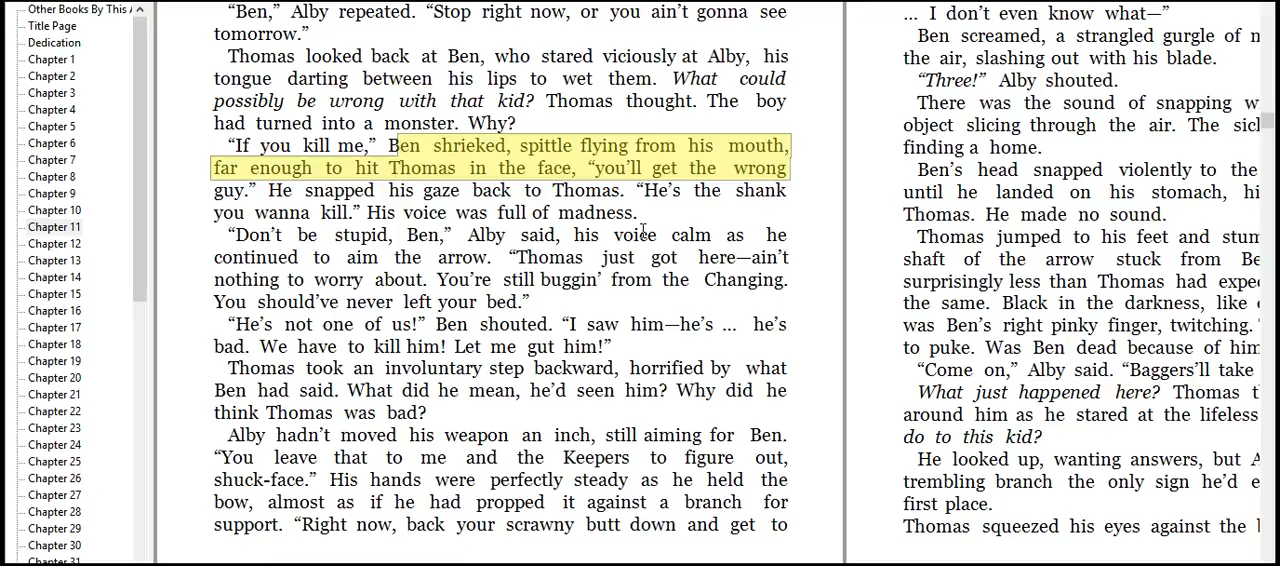 Other Books By This A
Title Page
Dedication
Chapter 1
Chapter 2
Chapter 3
Chapter 4
Chapter 5
Chapter 6
Chapter 7
Chapter 8
Chapter 9
Chapter 10
Chapter 11
Chapter 12
Chapter 13
Chapter 14
Chapter 15
Chapter 16
Chapter 17
Chapter 18
Chapter 19
Chapter 20
Chapter 21
Chapter 22
Chapter 23
Chapter 24
Chapter 25
Chapter 26
Chapter 27
Chapter 28
Chapter 29
Chapter 30
Chapter 31
“Ben,” Alby repeated. “Stop right now, or you ain’t gonna see
tomorrow.”
Thomas looked back at Ben, who stared viciously at Alby, his
tongue darting between his lips to wet them. What could
possibly be wrong with that kid? Thomas thought. The boy
had turned into a monster. Why?
“If you kill me,” Ben shrieked, spittle flying from his mouth,
far enough to hit Thomas in the face, “you’ll get the wrong
guy.” He snapped his gaze back to Thomas. “He’s the shank
you wanna kill.” His voice was full of madness.
“Don’t be stupid, Ben,” Alby said, his voice calm as he
continued to aim the arrow. “Thomas just got here—ain’t
nothing to worry about. You’re still buggin’ from the Changing.
You should’ve never left your bed.”
“He’s not one of us!” Ben shouted. “I saw him—he’s ... he’s
bad. We have to kill him! Let me gut him!”
Thomas took an involuntary step backward, horrified by what
Ben had said. What did he mean, he’d seen him? Why did he
think Thomas was bad?
Alby hadn’t moved his weapon an inch, still aiming for Ben.
“You leave that to me and the Keepers to figure out,
shuck-face.” His hands were perfectly steady as he held the
bow, almost as if he had propped it against a branch for
support. “Right now, back your scrawny butt down and get to
... I don’t even know what—”
Ben screamed, a strangled gurgle of
the air, slashing out with his blade.
“Three!” Alby shouted.
There was the sound of snapping
object slicing through the air. The
finding a home.
Ben’s head snapped violently to the
until he landed on his stomach,
Thomas. He made no sound.
Thomas jumped to his feet and
shaft of the arrow stuck from
surprisingly less than Thomas had
the same. Black in the darkness, like
was Ben’s right pinky finger, twitching.
to puke. Was Ben dead because of him
“Come on,” Alby said. “Baggers’ll take
What just happened here? Thomas
around him as he stared at the lifeless
do to this kid?
He looked up, wanting answers, but
trembling branch the only sign he’d
first place.
Thomas squeezed his eyes against the